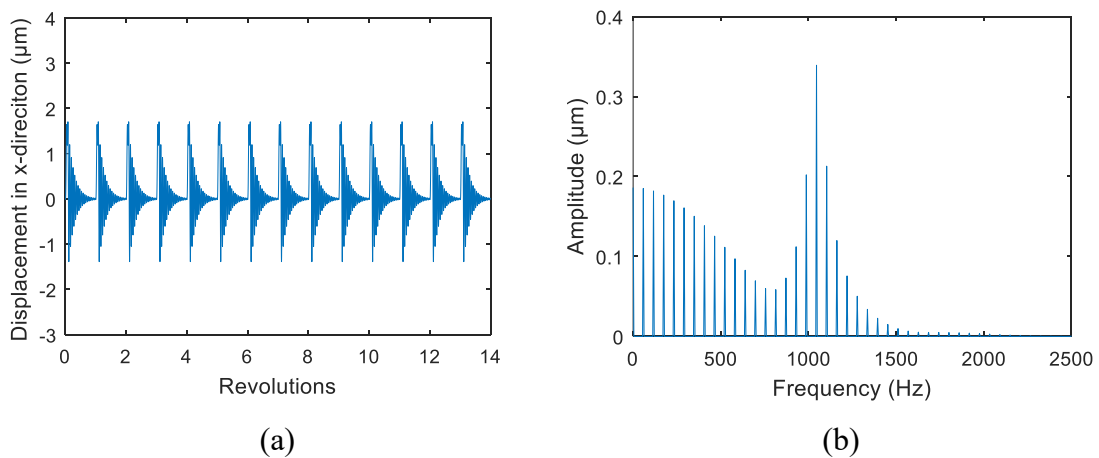 4
3
2
1
0
-1
-2
-3
Displacement in x-direciton (μm)
0 2 4 6 8 10 12 14
Revolutions
(a)
0.4
0.3
0.2
0.1
0
Amplitude (μm)
0 500 1000 1500 2000 2500
Frequency (Hz)
(b)